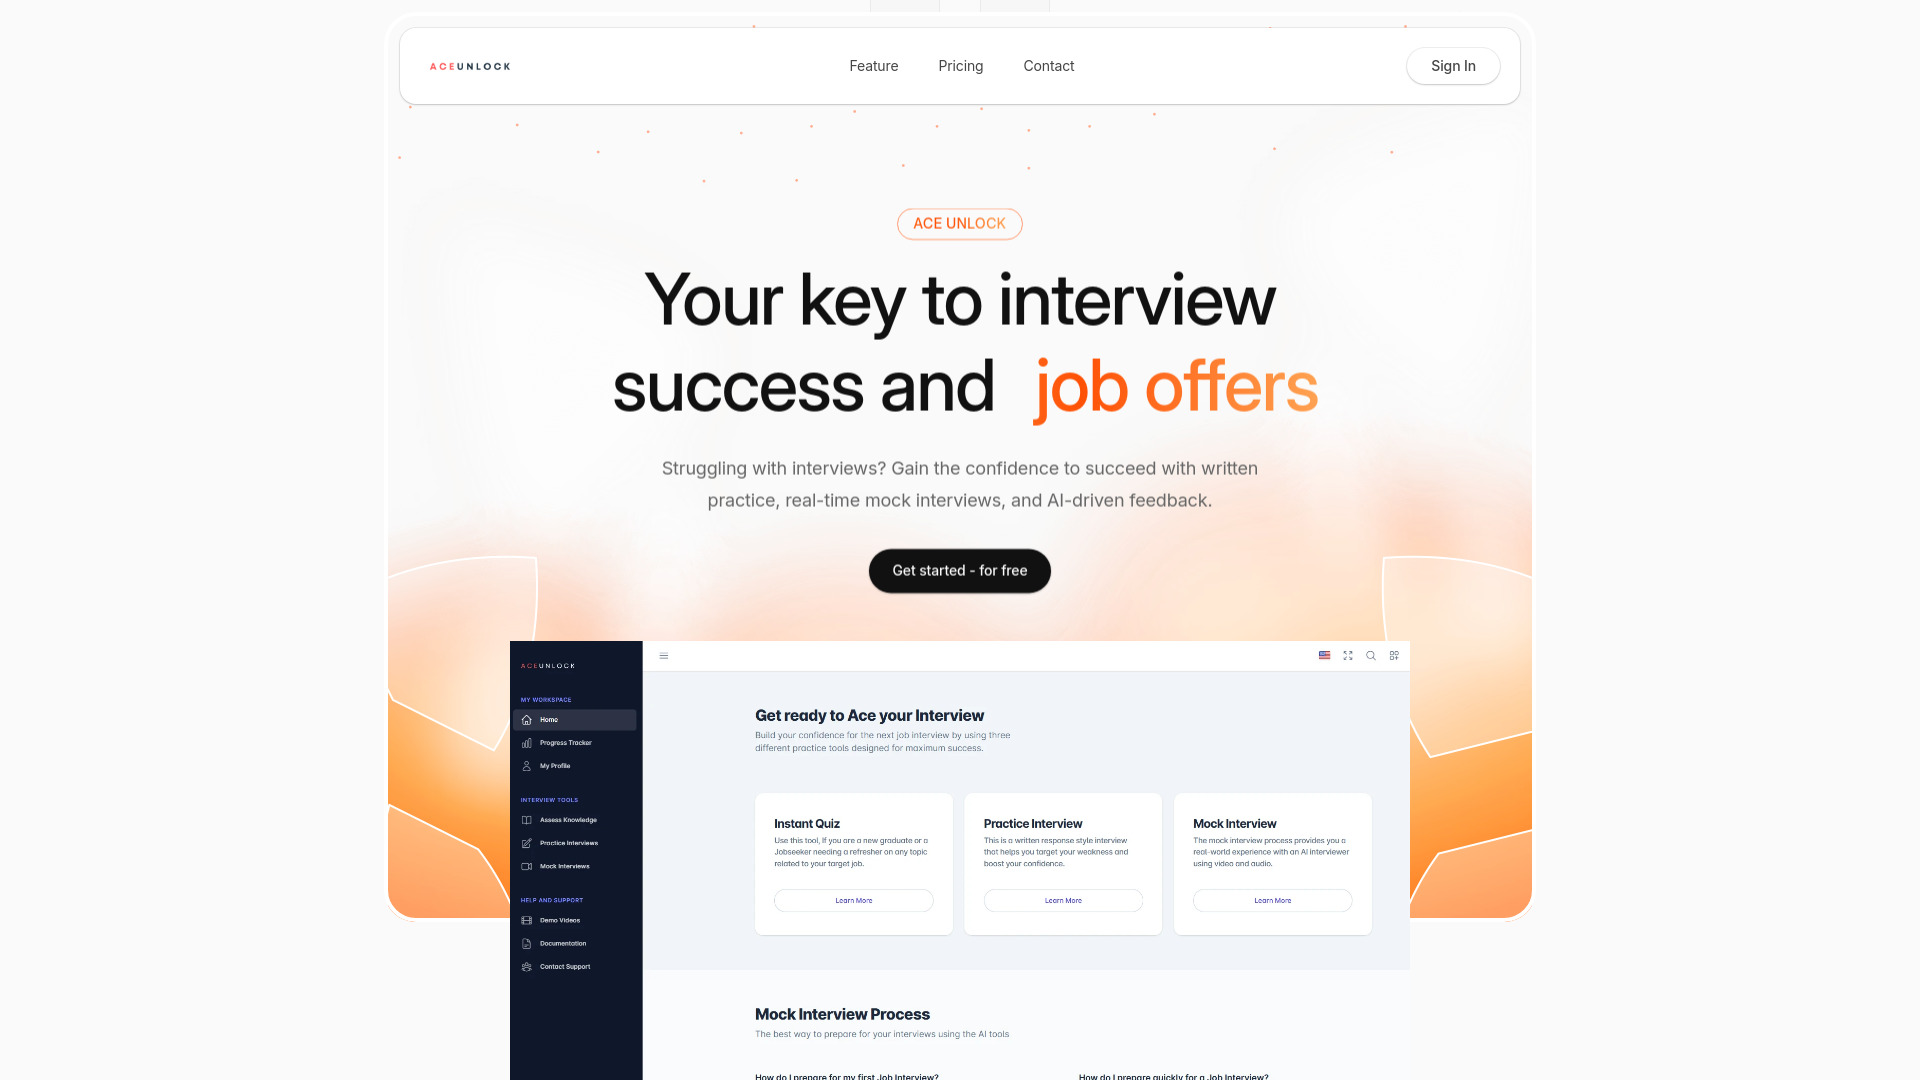 ACEUNLOCK
Feature
Pricing
Contact
Sign In
ACE UNLOCK
Your key to interview
success and job offers
Struggling with interviews? Gain the confidence to succeed with written
practice, real-time mock interviews, and AI-driven feedback.
Get started - for free
ACEUNLOCK
MY WORKSPACE
Home
Progress Tracker
My Profile
INTERVIEW TOOLS
Assess Knowledge
Practice Interviews
Mock Interviews
HELP AND SUPPORT
Demo Videos
Documentation
Contact Support
Get ready to Ace your Interview
Build your confidence for the next job interview by using three
different practice tools designed for maximum success.
Instant Quiz
Use this tool, If you are a new graduate or a
Jobseeker needing a refresher on any topic
related to your target job.
Learn More
Practice Interview
This is a written response style interview
that helps you target your weakness and
boost your confidence.
Learn More
Mock Interview
The mock interview process provides you a
real-world experience with an AI interviewer
using video and audio.
Learn More
Mock Interview Process
The best way to prepare for your interviews using the AI tools
How do I prepare for my first Job Interview?
How do I prepare quickly for a Job Interview?